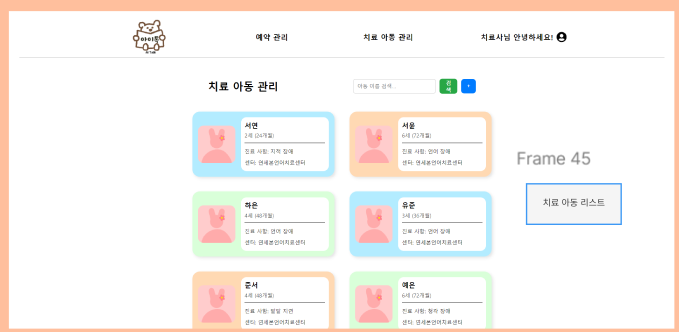 아이톡
예약 관리
치료 아동 관리
치료사님 안녕하세요!
치료 아동 관리
아동 이름 검색...
검색
+
서연
2세 (24개월)
진료 사항: 지적 장애
센터: 연세본언어치료센터
서윤
6세 (72개월)
진료 사항: 언어 장애
센터: 연세본언어치료센터
Frame 45
치료 아동 리스트
하은
4세 (48개월)
진료 사항: 언어 장애
센터: 연세본언어치료센터
유준
3세 (36개월)
진료 사항: 언어 장애
센터: 연세본언어치료센터
준서
4세 (48개월)
진료 사항: 발달 지연
센터: 연세본언어치료센터
예은
6세 (72개월)
진료 사항: 청각 장애
센터: 연세본언어치료센터